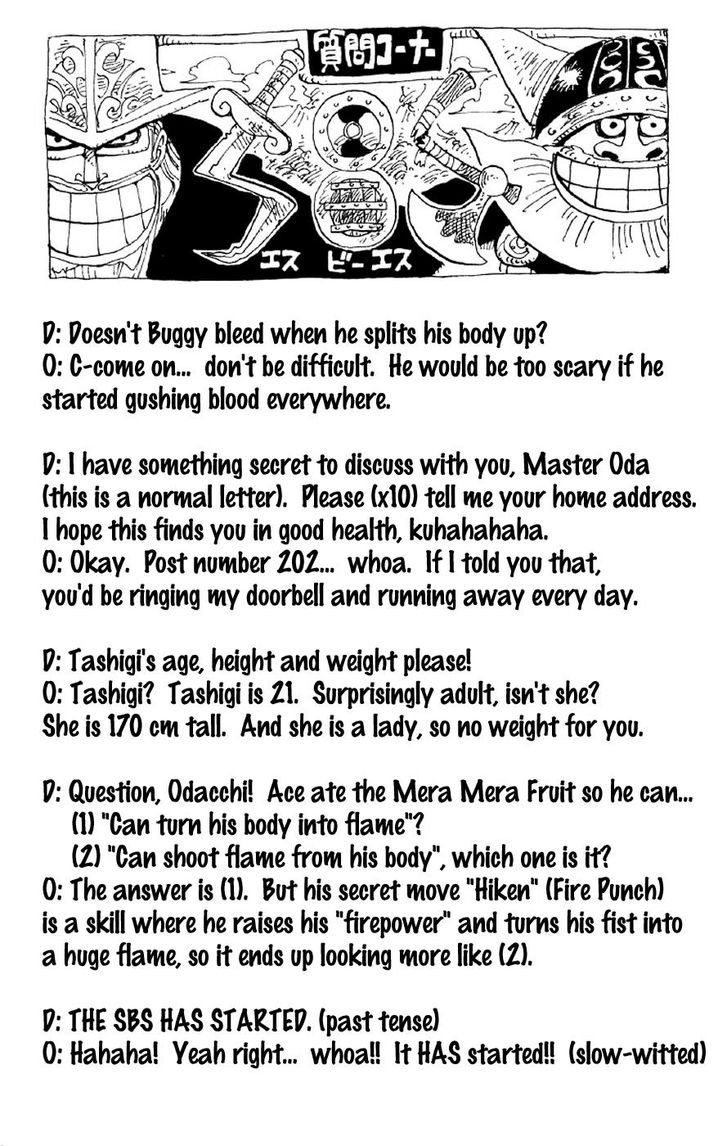 質問コーナー
エス ビー エス
D: Doesn't Buggy bleed when he splits his body up?
O: C-come on... don't be difficult. He would be too scary if he
started gushing blood everywhere.
D: I have something secret to discuss with you, Master Oda
(this is a normal letter). Please (x10) tell me your home address.
I hope this finds you in good health, kuhahahaha.
O: Okay. Post number 202... whoa. If I told you that,
you'd be ringing my doorbell and running away every day.
D: Tashigi's age, height and weight please!
O: Tashigi? Tashigi is 21. Surprisingly adult, isn't she?
She is 170 cm tall. And she is a lady, so no weight for you.
D: Question, Odacchi! Ace ate the Mera Mera Fruit so he can...
(1) "Can turn his body into flame"?
(2) "Can shoot flame from his body", which one is it?
O: The answer is (1). But his secret move "Hiken" (Fire Punch)
is a skill where he raises his "firepower" and turns his fist into
a huge flame, so it ends up looking more like (2).
D: THE SBS HAS STARTED. (past tense)
O: Hahaha! Yeah right... whoa!! It HAS started!! (slow-witted)